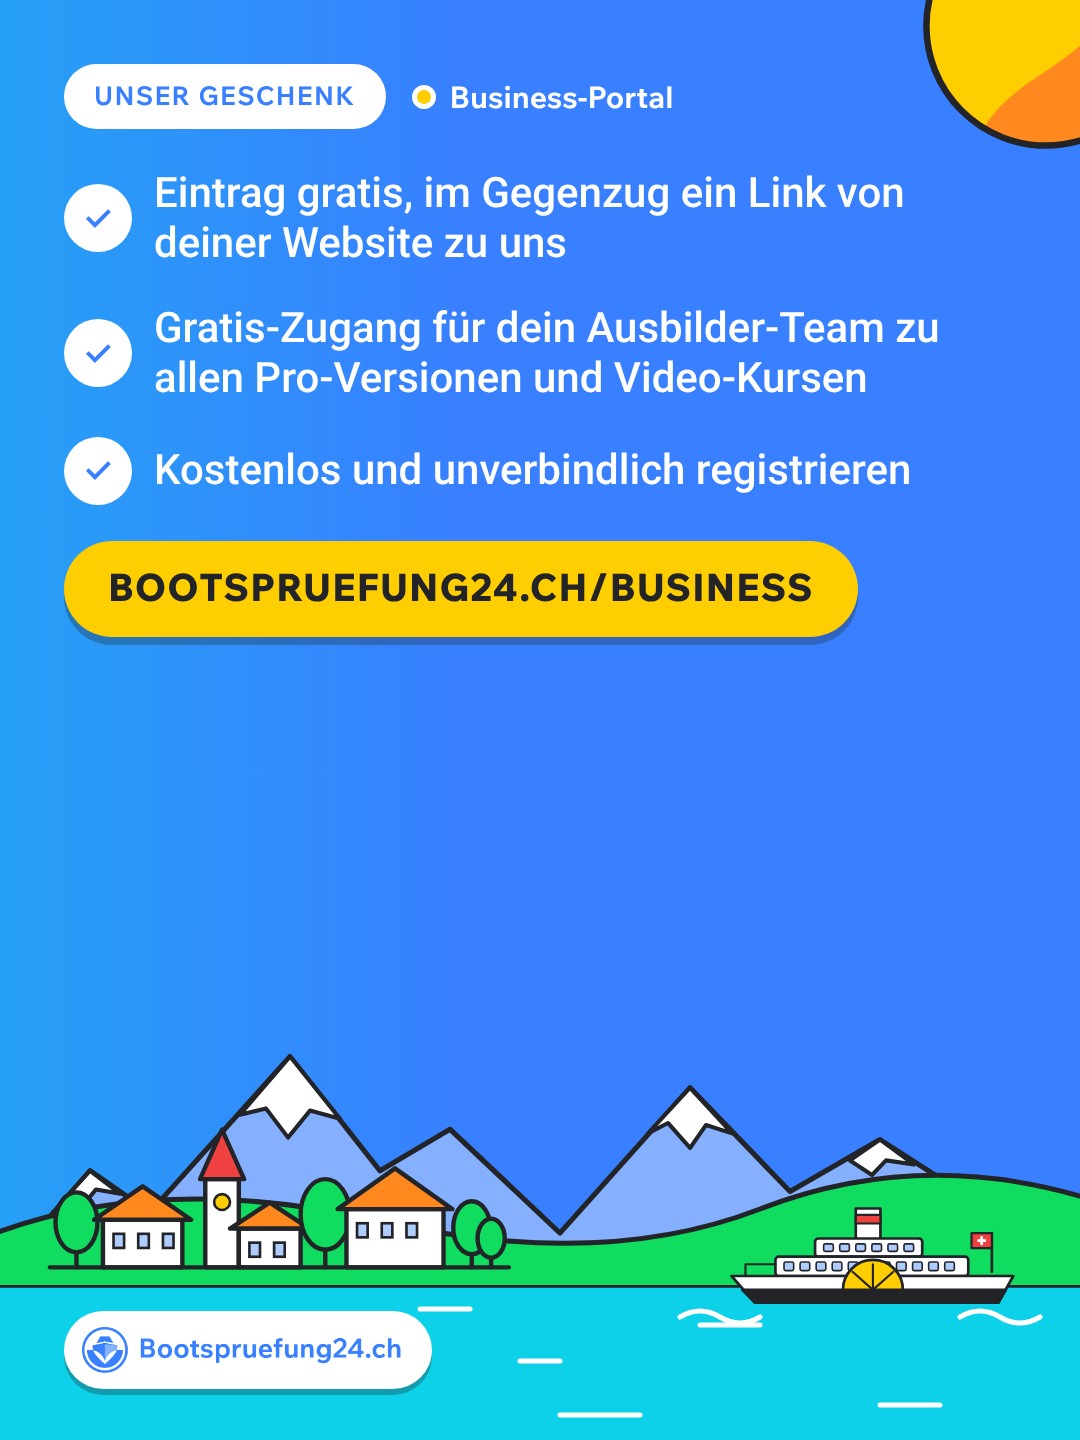 UNSER GESCHENK
Business-Portal
Eintrag gratis, im Gegenzug ein Link von
deiner Website zu uns
Gratis-Zugang für dein Ausbilder-Team zu
allen Pro-Versionen und Video-Kursen
Kostenlos und unverbindlich registrieren
BOOTSPRUEFUNG24.CH/BUSINESS
Bootspruefung24.ch